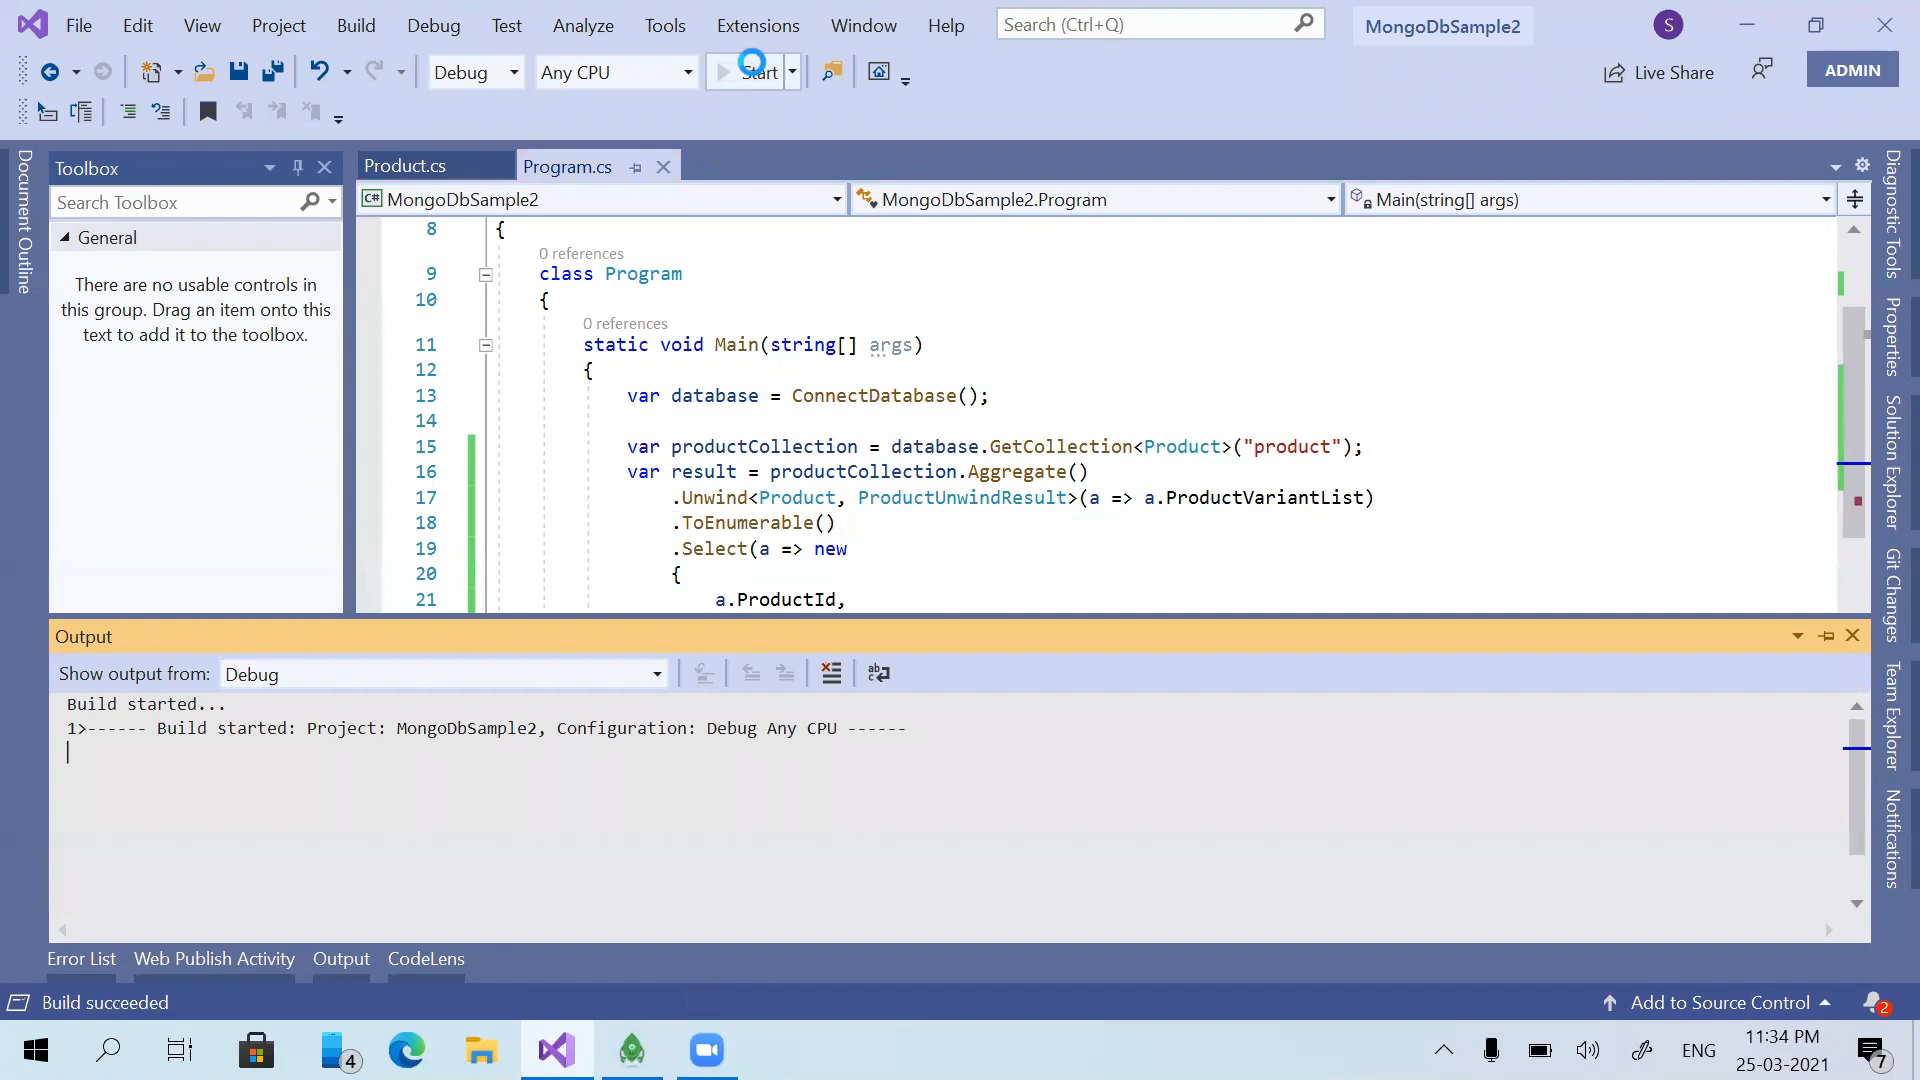 File Edit View Project Build Debug Test Analyze Tools Extensions Window Help Search (Ctrl+Q) MongoDbSample2 S
Debug Any CPU Start Live Share ADMIN
Document Outline
Toolbox
Search Toolbox
General
There are no usable controls in
this group. Drag an item onto this
text to add it to the toolbox.
Product.cs Program.cs
C# MongoDbSample2 MongoDbSample2.Program Main(string[] args)
8 {
0 references
9 class Program
10 {
0 references
11 static void Main(string[] args)
12 {
13 var database = ConnectDatabase();
14
15 var productCollection = database.GetCollection<Product>("product");
16 var result = productCollection.Aggregate()
17 .Unwind<Product, ProductUnwindResult>(a => a.ProductVariantList)
18 .ToEnumerable()
19 .Select(a => new
20 {
21 a.ProductId,
Diagnostic Tools
Properties
Solution Explorer
Git Changes
Team Explorer
Notifications
Output
Show output from: Debug
Build started...
1>------ Build started: Project: MongoDbSample2, Configuration: Debug Any CPU ------
Error List Web Publish Activity Output CodeLens
Build succeeded Add to Source Control 2
4 ENG 11:34 PM
25-03-2021 7